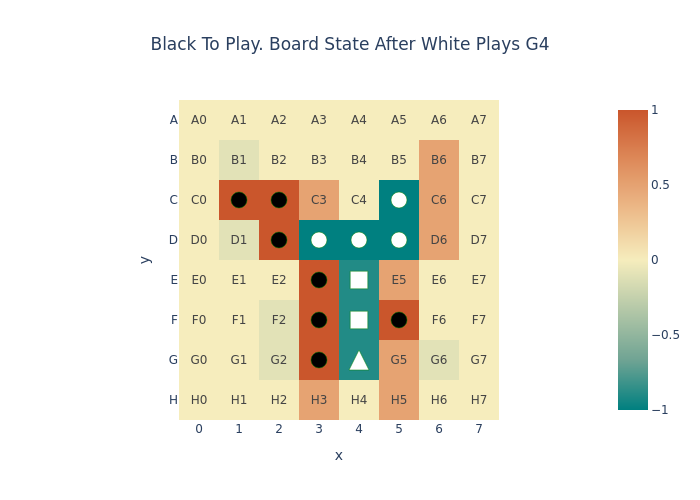 Black To Play. Board State After White Plays G4
A A0 A1 A2 A3 A4 A5 A6 A7 1
B B0 B1 B2 B3 B4 B5 B6 B7 0.5
C C0 C3 C4 C6 C7
D D0 D1 D6 D7 0
y
E E0 E1 E2 E5 E6 E7
F F0 F1 F2 F6 F7 −0.5
G G0 G1 G2 G5 G6 G7
H H0 H1 H2 H3 H4 H5 H6 H7 −1
0 1 2 3 4 5 6 7
x